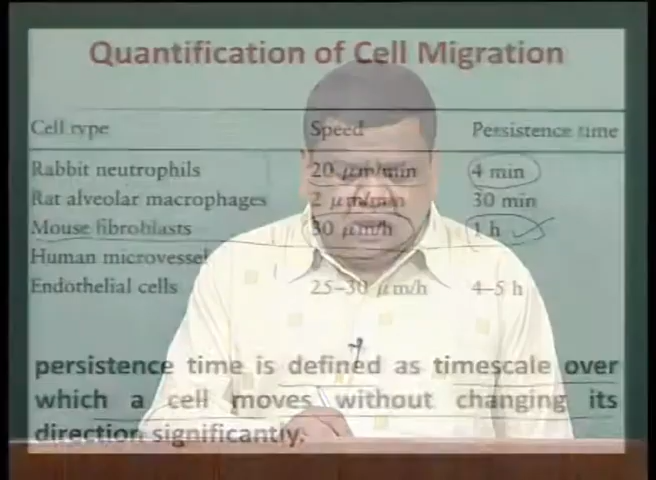 Quantification of Cell Migration
Cell type Speed Persistence time
Rabbit neutrophils 20 μm/min 4 min
Rat alveolar macrophages 2 μm/min 30 min
Mouse fibroblasts 30 μm/h 1 h
Human microvessel
Endothelial cells 25–30 μm/h 4–5 h
persistence time is defined as timescale over
which a cell moves without changing its
direction significantly.